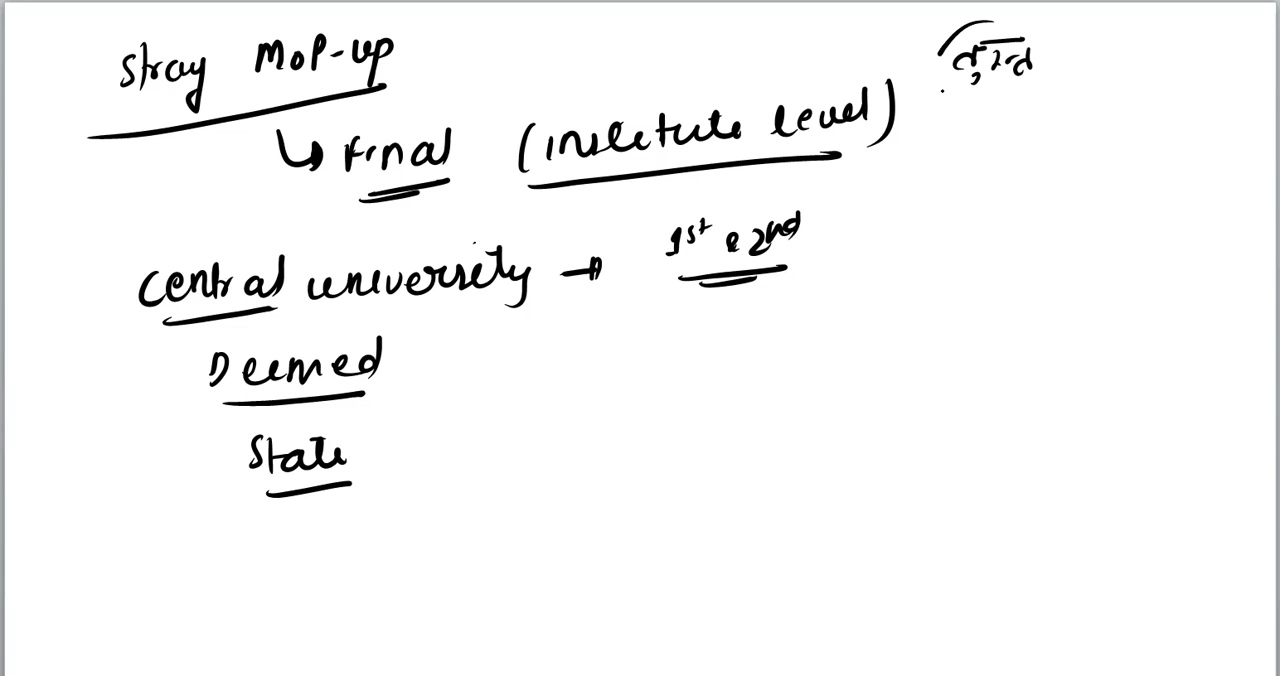 Stray MOP-UP
↳ Final (institute level)
Central university → 1st & 2nd
Deemed
State